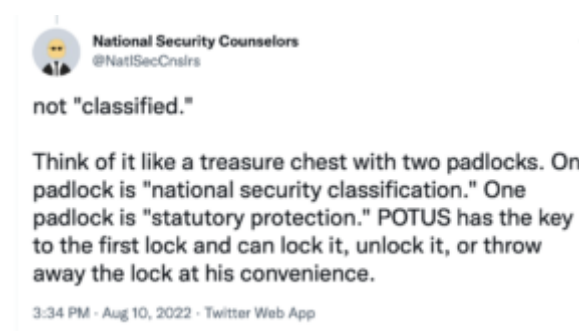 National Security Counselors
@NatlSecCnslrs
not "classified."
Think of it like a treasure chest with two padlocks. On
padlock is "national security classification." One
padlock is "statutory protection." POTUS has the key
to the first lock and can lock it, unlock it, or throw
away the lock at his convenience.
3:34 PM · Aug 10, 2022 · Twitter Web App